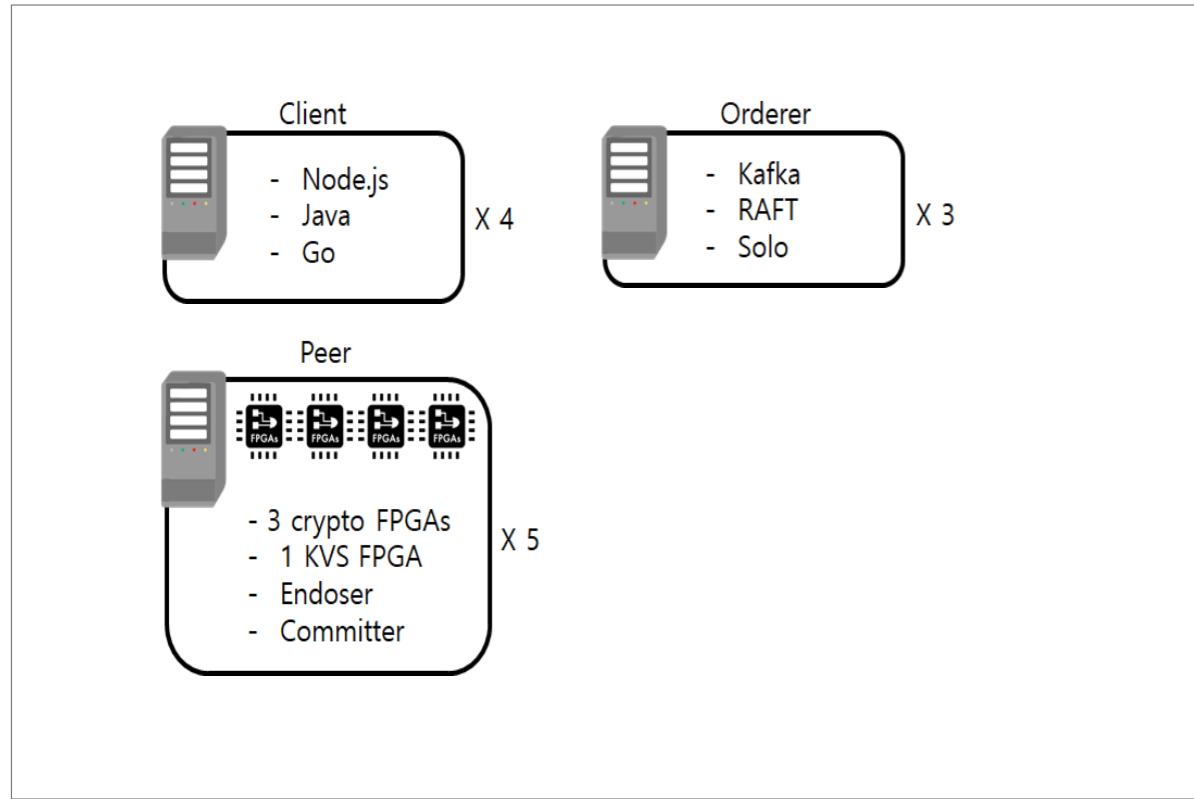 Client
- Node.js
- Java
- Go
X 4
Orderer
- Kafka
- RAFT
- Solo
X 3
Peer
FPGAs FPGAs FPGAs FPGAs
- 3 crypto FPGAs
- 1 KVS FPGA
- Endoser
- Committer
X 5